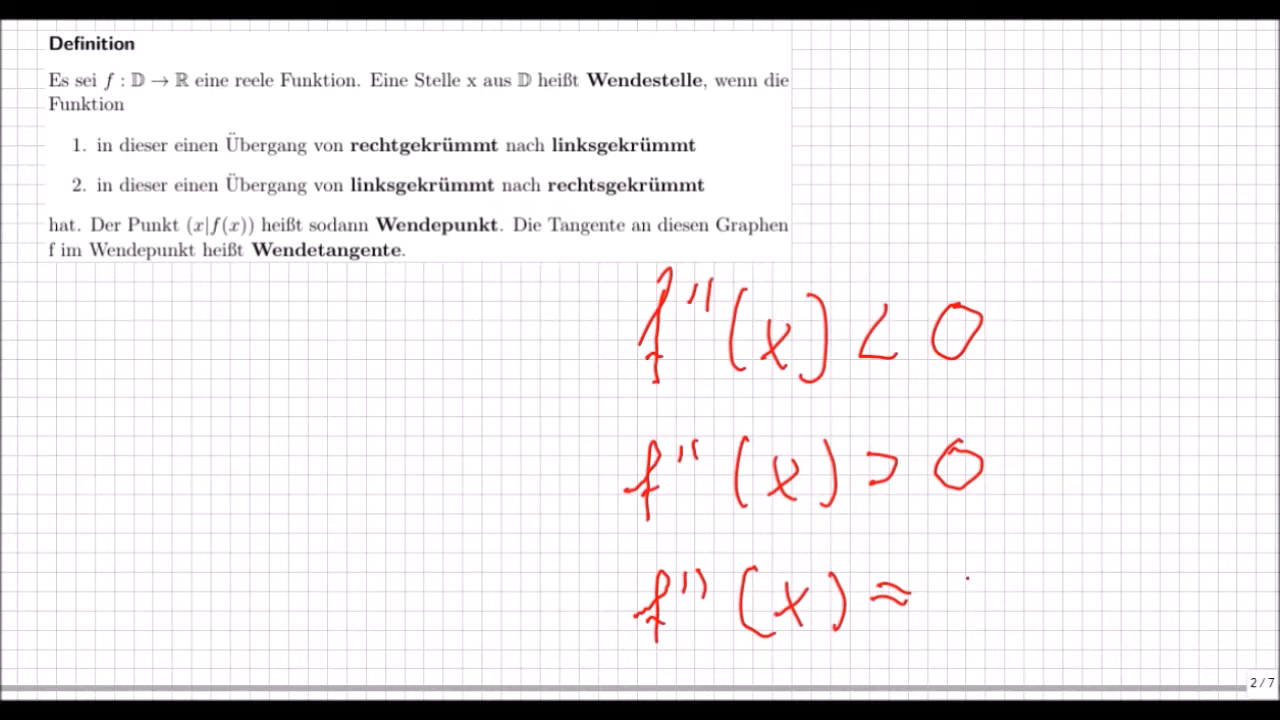 Definition
Es sei f : 𝔻 → ℝ eine reele Funktion. Eine Stelle x aus 𝔻 heißt Wendestelle, wenn die
Funktion
1. in dieser einen Übergang von rechtgekrümmt nach linksgekrümmt
2. in dieser einen Übergang von linksgekrümmt nach rechtsgekrümmt
hat. Der Punkt (x|f(x)) heißt sodann Wendepunkt. Die Tangente an diesen Graphen
f im Wendepunkt heißt Wendetangente.
f''(x) < 0
f''(x) > 0
f''(x) ≈
2 / 7